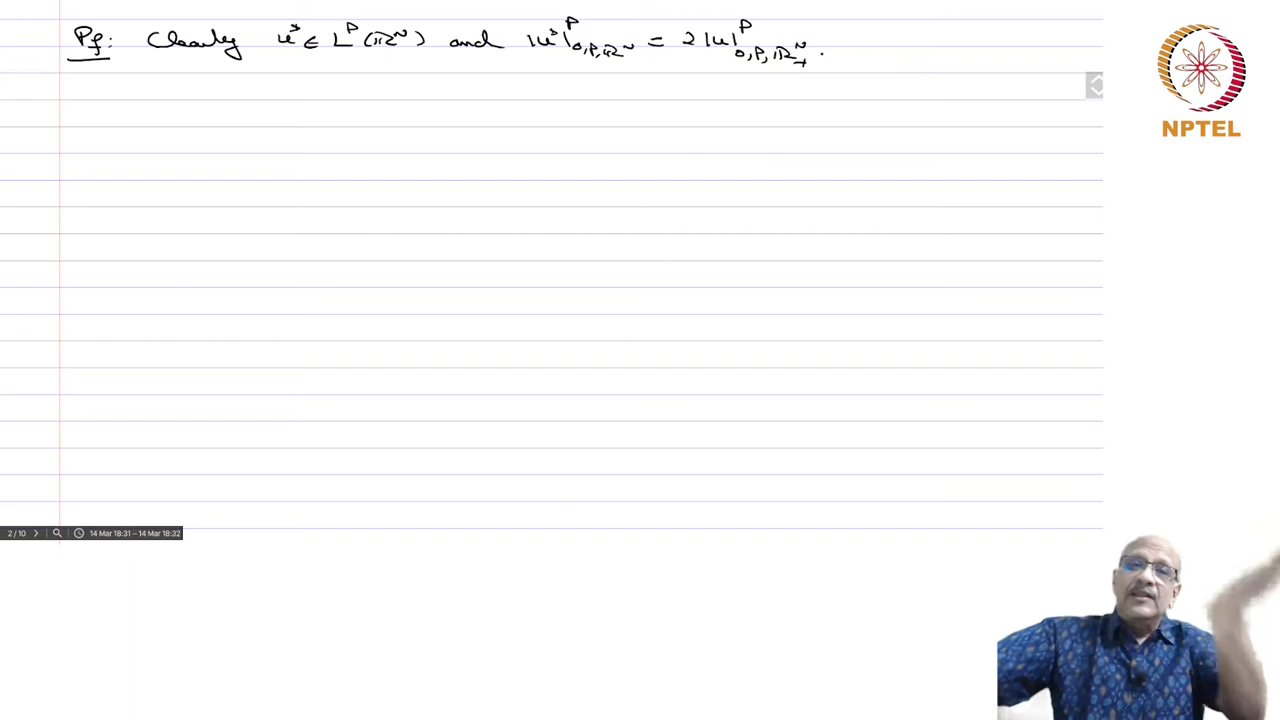 Pf: Clearly u* ∈ L^P(ℝ^N) and |u*|^P_{0,P,ℝ^N} = 2|u|^P_{0,P,ℝ^N_+}.
NPTEL
2 / 10 14 Mar 18:31 – 14 Mar 18:32